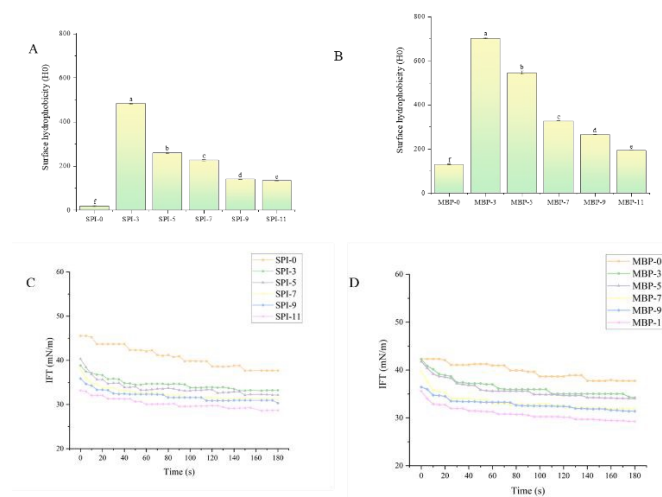 A
Surface hydrophobicity (H0)
800
600
400
200
0
f
a
b
c
d
e
SPI-0
SPI-3
SPI-5
SPI-7
SPI-9
SPI-11
B
Surface hydrophobicity (H0)
800
600
400
200
0
f
a
b
c
d
e
MBP-0
MBP-3
MBP-5
MBP-7
MBP-9
MBP-11
C
IFT (mN/m)
60
50
40
30
20
SPI-0
SPI-3
SPI-5
SPI-7
SPI-9
SPI-11
0 20 40 60 80 100 120 140 160 180
Time (s)
D
IFT (mN/m)
60
50
40
30
20
MBP-0
MBP-3
MBP-5
MBP-7
MBP-9
MBP-1
0 20 40 60 80 100 120 140 160 180
Time (s)